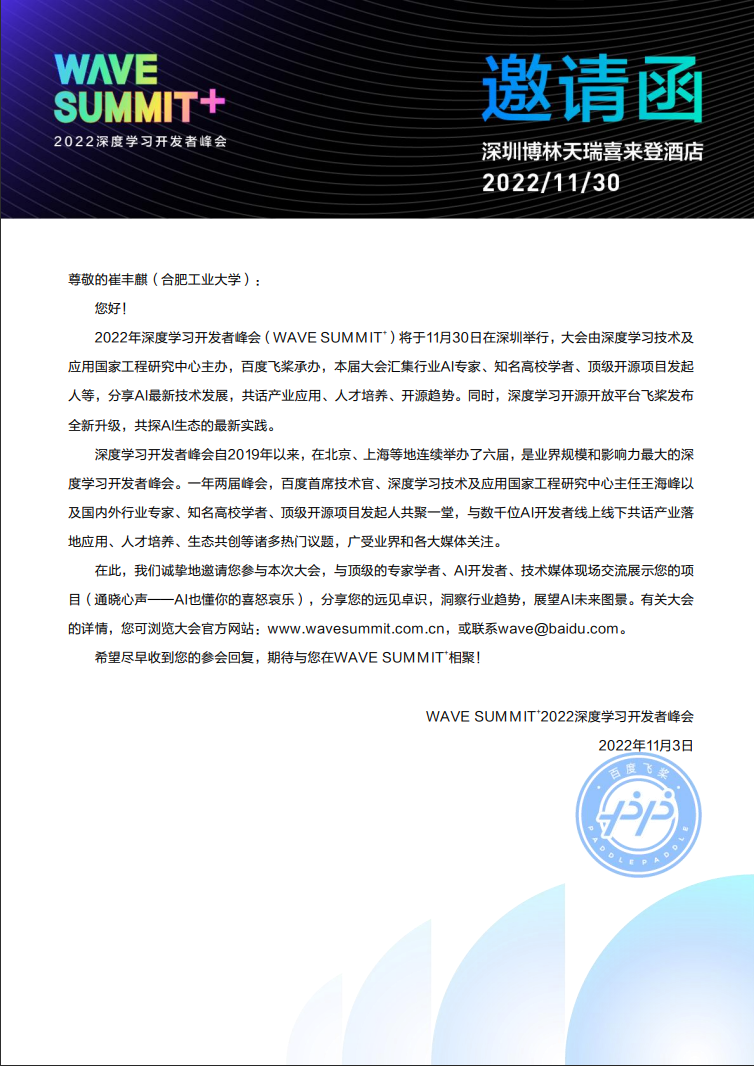 WAVE
SUMMIT+
2022深度学习开发者峰会
邀请函
深圳博林天瑞喜来登酒店
2022/11/30
尊敬的崔丰麒（合肥工业大学）：
您好！
2022年深度学习开发者峰会（WAVE SUMMIT+）将于11月30日在深圳举行，大会由深度学习技术及
应用国家工程研究中心主办，百度飞桨承办，本届大会汇集行业AI专家、知名高校学者、顶级开源项目发起
人等，分享AI最新技术发展，共话产业应用、人才培养、开源趋势。同时，深度学习开源开放平台飞桨发布
全新升级，共探AI生态的最新实践。
深度学习开发者峰会自2019年以来，在北京、上海等地连续举办了六届，是业界规模和影响力最大的深
度学习开发者峰会。一年两届峰会，百度首席技术官、深度学习技术及应用国家工程研究中心主任王海峰以
及国内外行业专家、知名高校学者、顶级开源项目发起人共聚一堂，与数千位AI开发者线上线下共话产业落
地应用、人才培养、生态共创等诸多热门议题，广受业界和各大媒体关注。
在此，我们诚挚地邀请您参与本次大会，与顶级的专家学者、AI开发者、技术媒体现场交流展示您的项
目（通晓心声——AI也懂你的喜怒哀乐），分享您的远见卓识，洞察行业趋势，展望AI未来图景。有关大会
的详情，您可浏览大会官方网站：www.wavesummit.com.cn，或联系wave@baidu.com。
希望尽早收到您的参会回复，期待与您在WAVE SUMMIT+相聚！
WAVE SUMMIT+2022深度学习开发者峰会
2022年11月3日
百度飞桨
PADDLEPADDLE